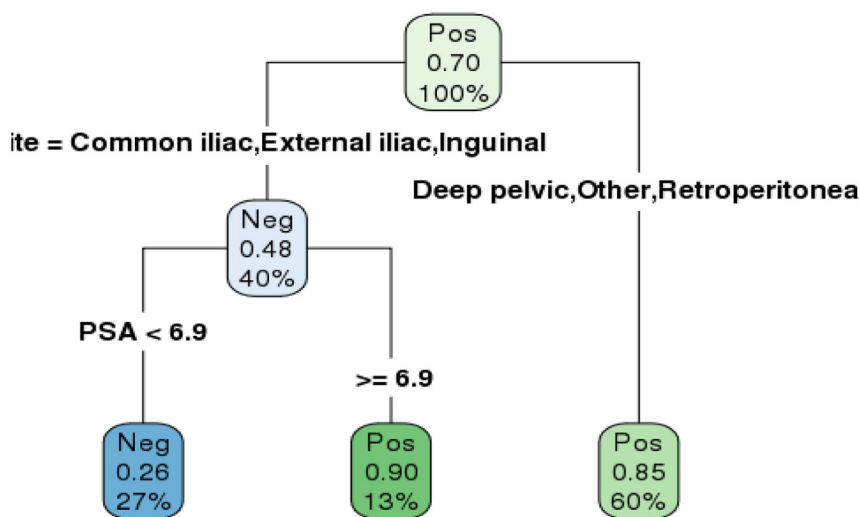 Pos
0.70
100%
ite = Common iliac,External iliac,Inguinal
Deep pelvic,Other,Retroperitonea
Neg
0.48
40%
PSA < 6.9
>= 6.9
Neg
0.26
27%
Pos
0.90
13%
Pos
0.85
60%